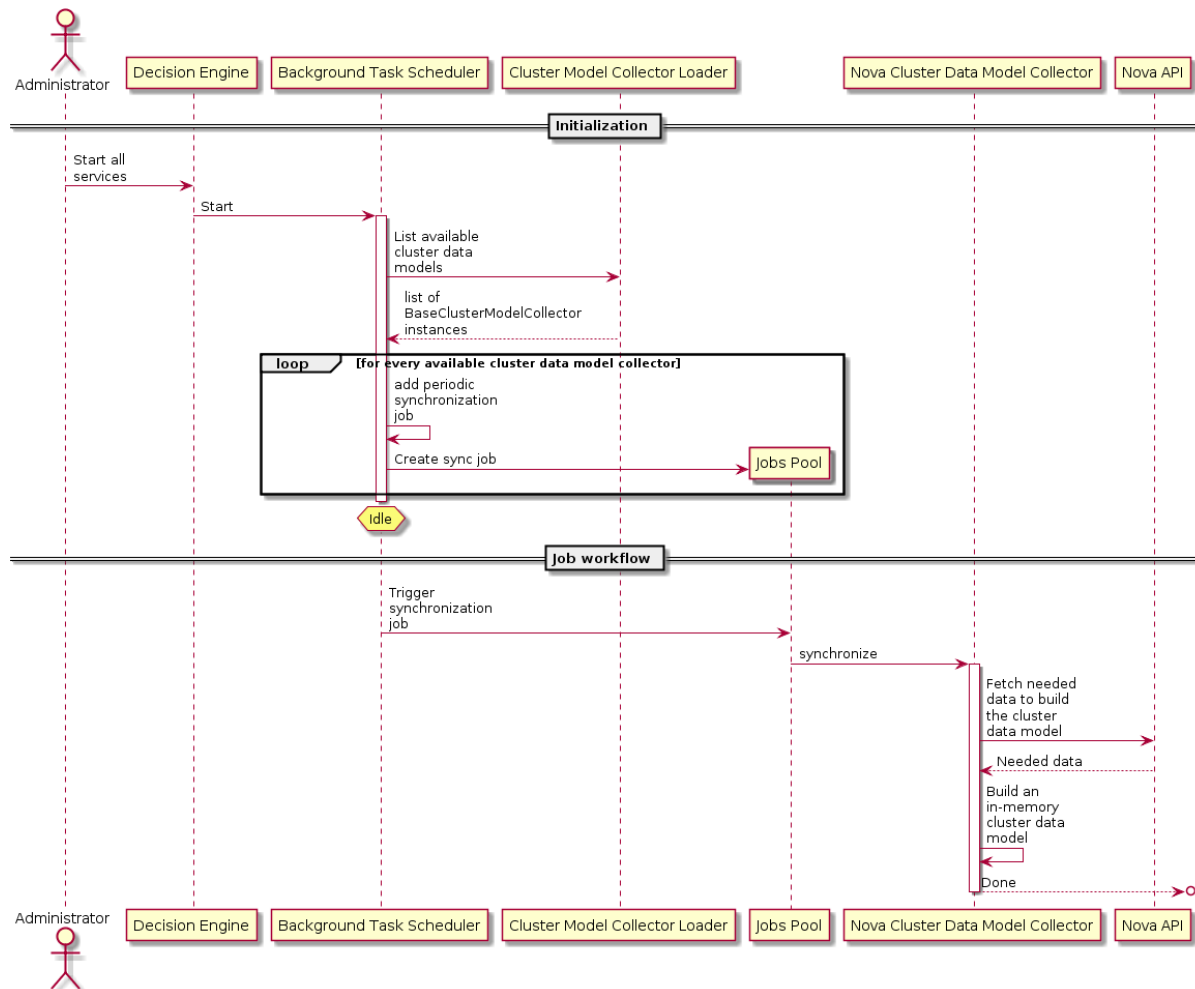 Administrator
Decision Engine
Background Task Scheduler
Cluster Model Collector Loader
Nova Cluster Data Model Collector
Nova API
Initialization
Start all
services
Start
List available
cluster data
models
list of
BaseClusterModelCollector
instances
loop
[for every available cluster data model collector]
add periodic
synchronization
job
Create sync job
Jobs Pool
Idle
Job workflow
Trigger
synchronization
job
synchronize
Fetch needed
data to build
the cluster
data model
Needed data
Build an
in-memory
cluster data
model
Done
Administrator
Decision Engine
Background Task Scheduler
Cluster Model Collector Loader
Jobs Pool
Nova Cluster Data Model Collector
Nova API